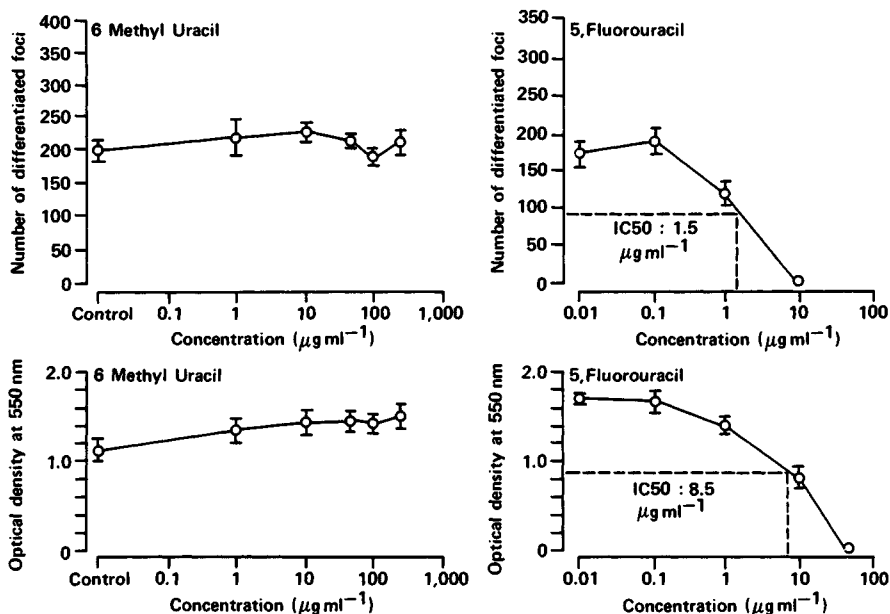 6 Methyl Uracil
Number of differentiated foci
400
350
300
250
200
150
100
50
0
Control
0.1
1
10
100
1,000
Concentration (μg ml⁻¹)
5,Fluorouracil
Number of differentiated foci
400
350
300
250
200
150
100
50
0
IC50 : 1.5
μg ml⁻¹
0.01
0.1
1
10
100
Concentration (μg ml⁻¹)
6 Methyl Uracil
Optical density at 550 nm
2.0
1.0
0
Control
0.1
1
10
100
1,000
Concentration (μg ml⁻¹)
5,Fluorouracil
Optical density at 550 nm
2.0
1.0
0
IC50 : 8.5
μg ml⁻¹
0.01
0.1
1
10
100
Concentration (μg ml⁻¹)